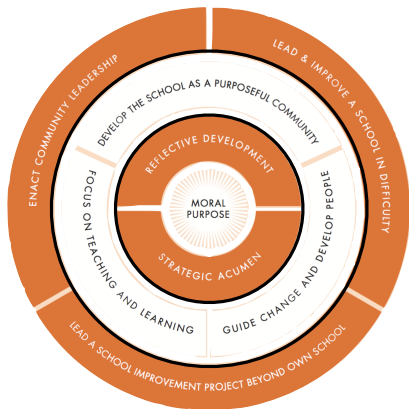 ENACT COMMUNITY LEADERSHIP
LEAD & IMPROVE A SCHOOL IN DIFFICULTY
DEVELOP THE SCHOOL AS A PURPOSEFUL COMMUNITY
REFLECTIVE DEVELOPMENT
MORAL
PURPOSE
STRATEGIC ACUMEN
FOCUS ON TEACHING AND LEARNING
GUIDE CHANGE AND DEVELOP PEOPLE
LEAD A SCHOOL IMPROVEMENT PROJECT BEYOND OWN SCHOOL